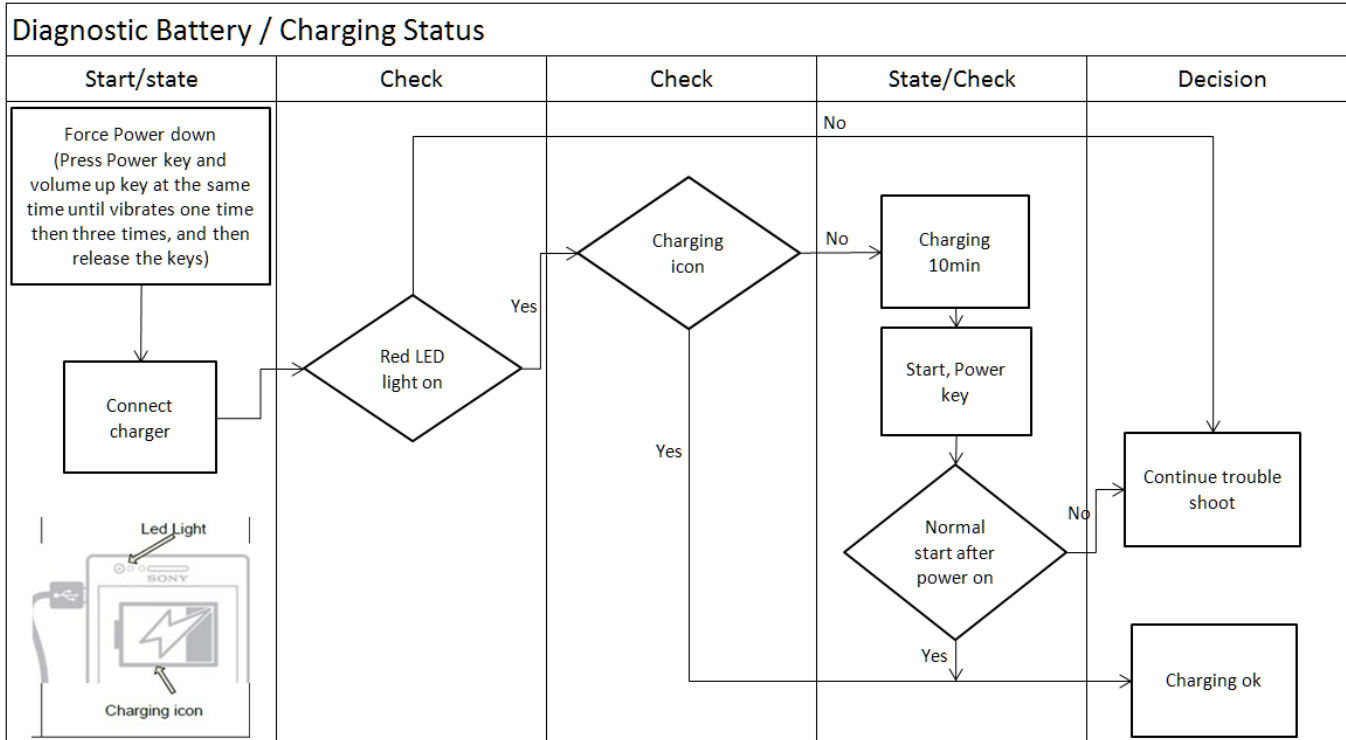 Diagnostic Battery / Charging Status
Start/state
Check
Check
State/Check
Decision
Force Power down
(Press Power key and
volume up key at the same
time until vibrates one time
then three times, and then
release the keys)
Connect
charger
Led Light
SONY
Charging icon
Red LED
light on
Yes
No
Charging
icon
No
Yes
Charging
10min
Start, Power
key
Normal
start after
power on
No
Yes
Continue trouble
shoot
Charging ok